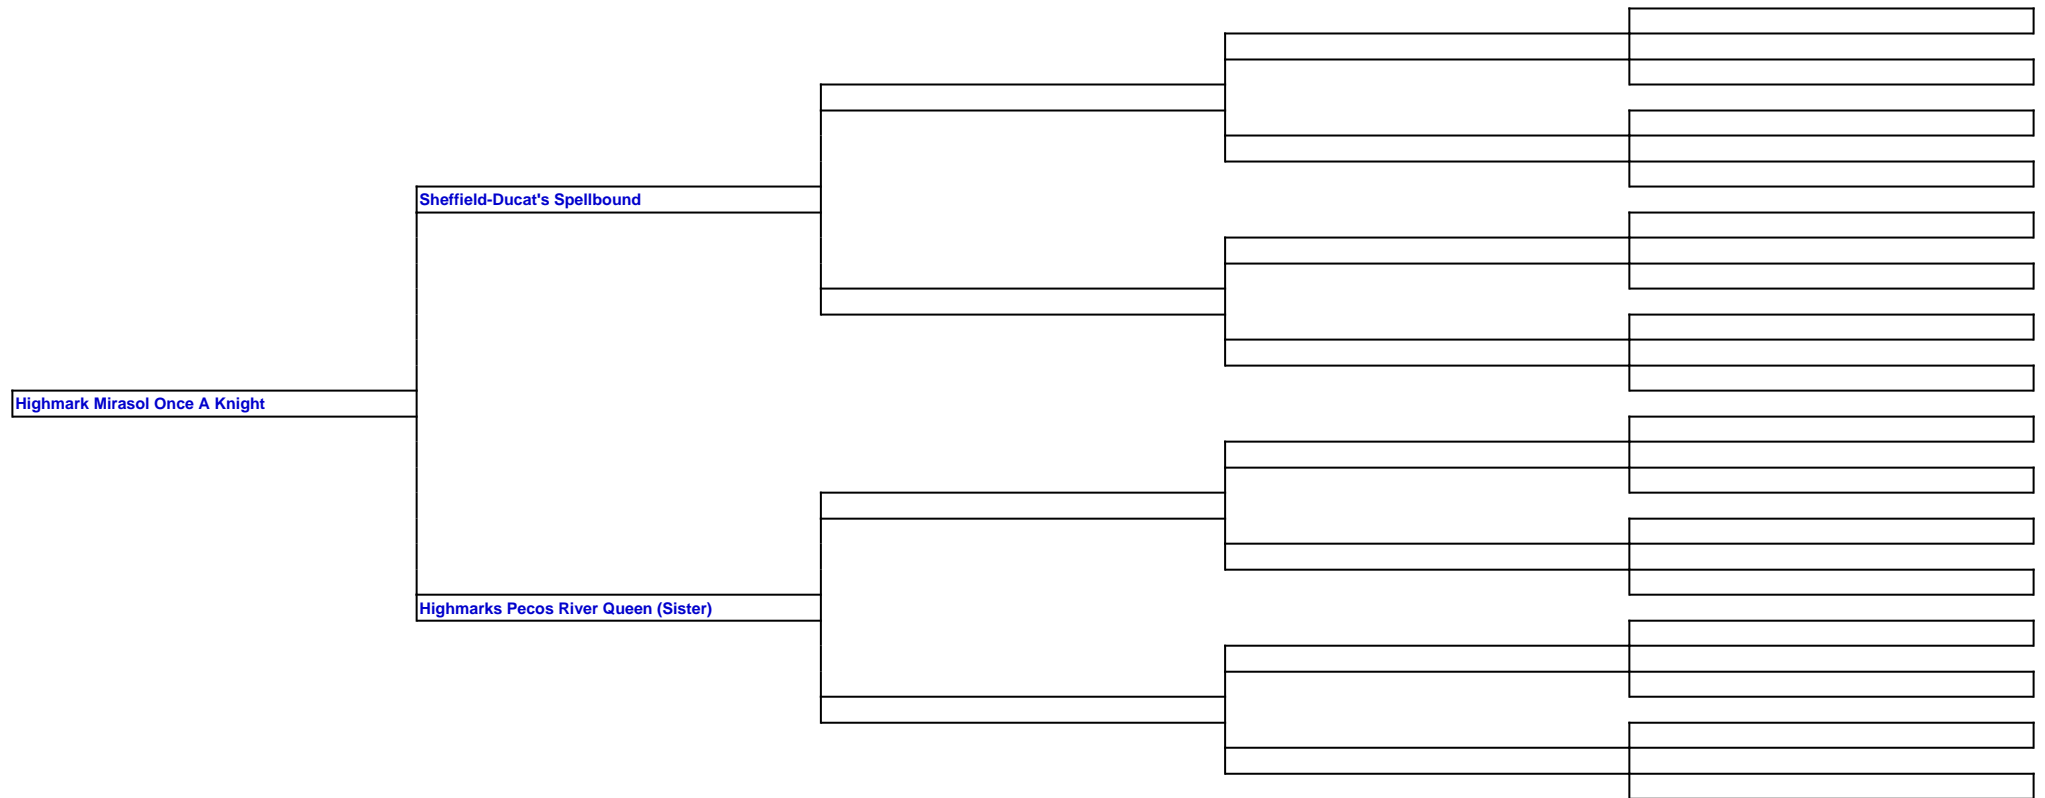 Sheffield-Ducat's Spellbound
Highmark Mirasol Once A Knight
Highmarks Pecos River Queen (Sister)